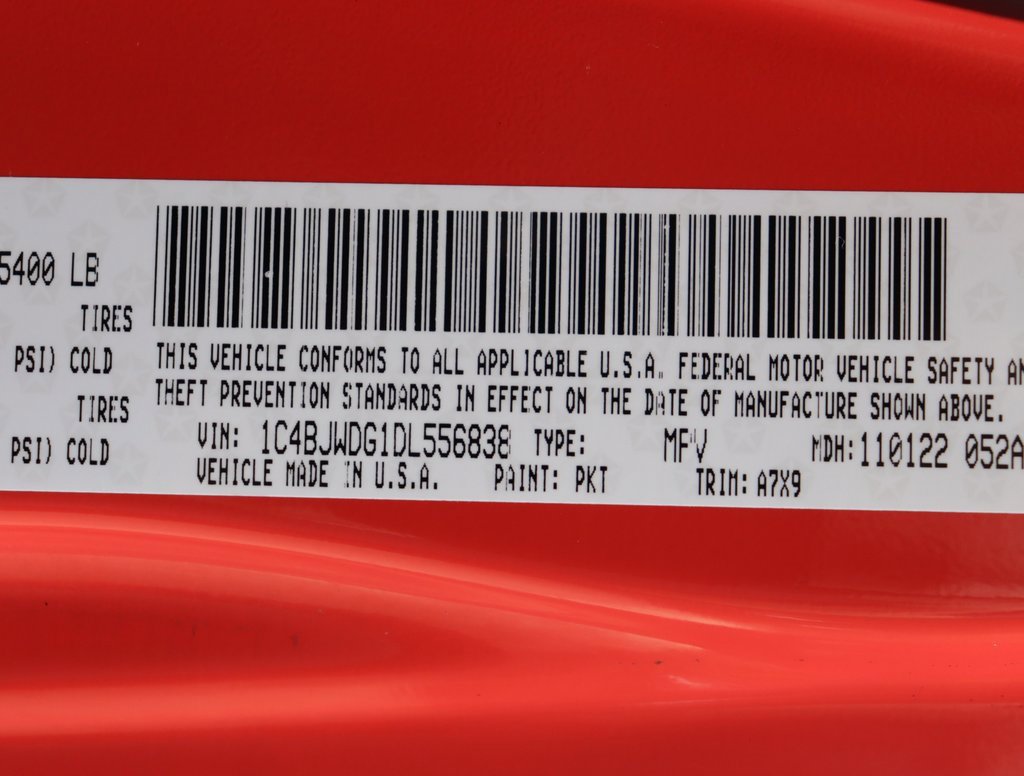 5400 LB
TIRES
PSI) COLD
TIRES
PSI) COLD
THIS VEHICLE CONFORMS TO ALL APPLICABLE U.S.A. FEDERAL MOTOR VEHICLE SAFETY AN
THEFT PREVENTION STANDARDS IN EFFECT ON THE DATE OF MANUFACTURE SHOWN ABOVE.
VIN: 1C4BJWDG1DL556838 TYPE: MPV MDH: 110122 052A
VEHICLE MADE IN U.S.A. PAINT: PKT TRIM: A7X9